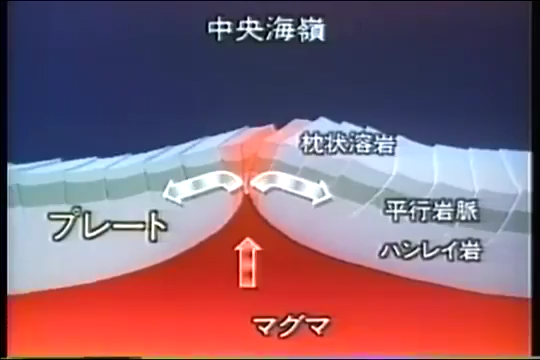 中央海嶺
枕状溶岩
平行岩脈
プレート
ハンレイ岩
マグマ